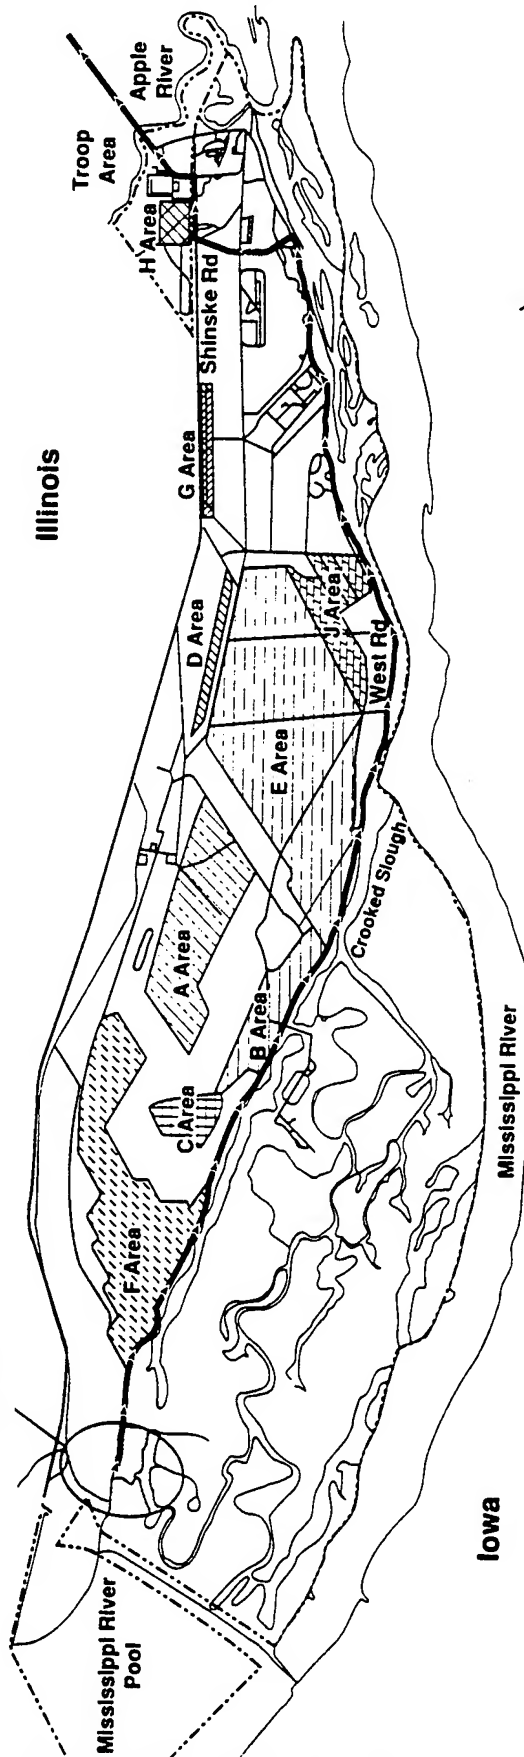 Apple
River
Troop
Area
H Area
Shinske Rd
Illinois
G Area
D Area
J Area
West Rd
E Area
A Area
Crooked Slough
B Area
C Area
F Area
Mississippi River
Mississippi River
Pool
Iowa